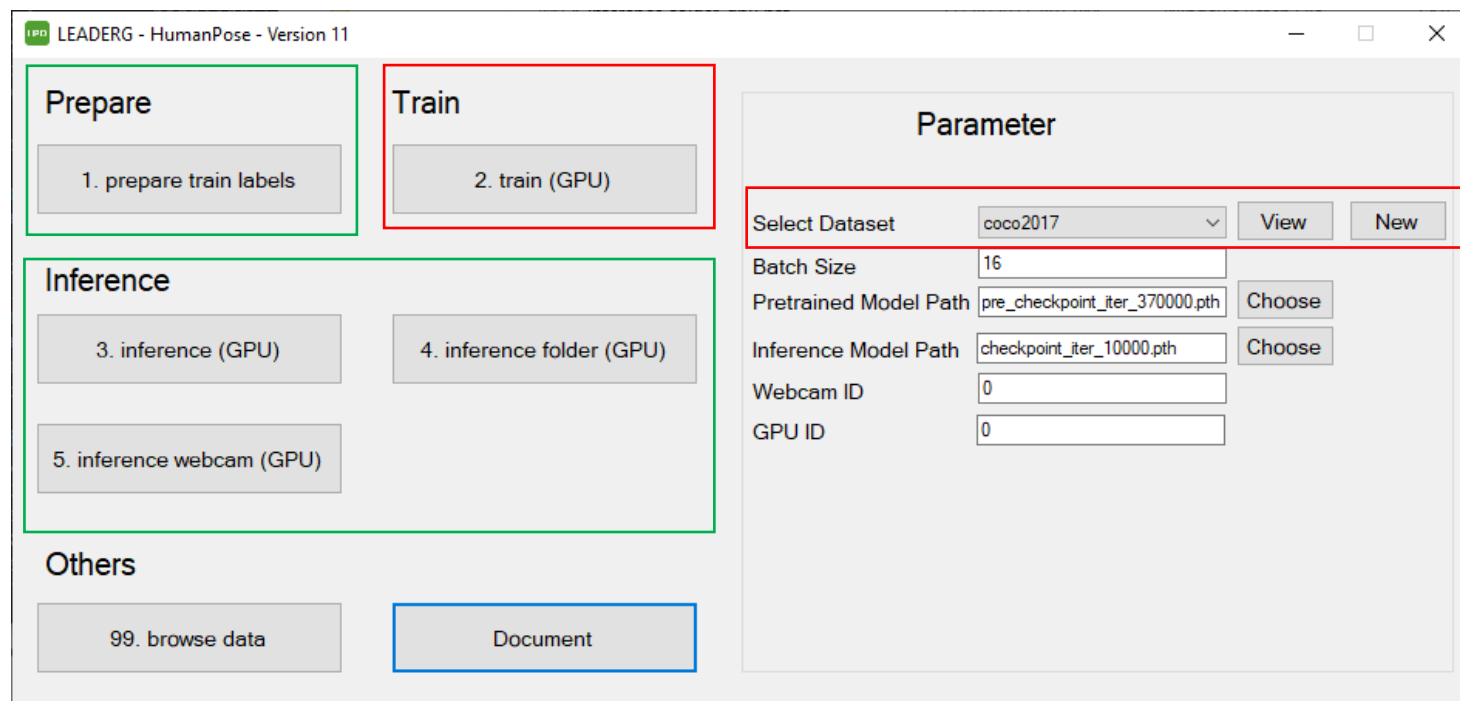 LEADERG - HumanPose - Version 11
Prepare
1. prepare train labels
Train
2. train (GPU)
Inference
3. inference (GPU)
4. inference folder (GPU)
5. inference webcam (GPU)
Others
99. browse data
Document
Parameter
Select Dataset coco2017 View New
Batch Size 16
Pretrained Model Path pre_checkpoint_iter_370000.pth Choose
Inference Model Path checkpoint_iter_10000.pth Choose
Webcam ID 0
GPU ID 0